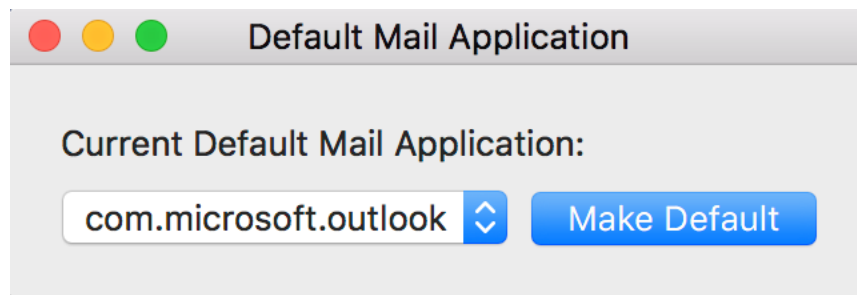 Default Mail Application
Current Default Mail Application:
com.microsoft.outlook Make Default